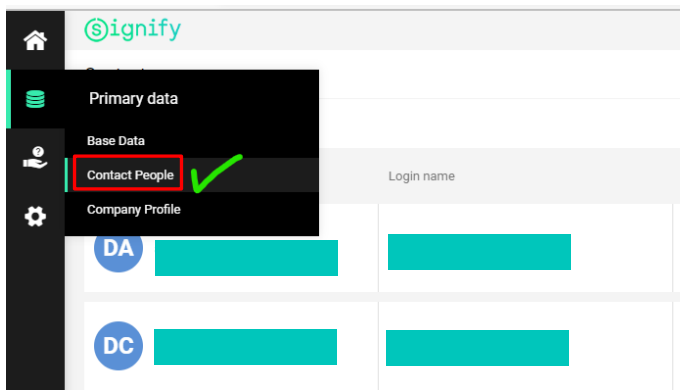 Signify
Primary data
Base Data
Contact People
Company Profile
Login name
DA
DC